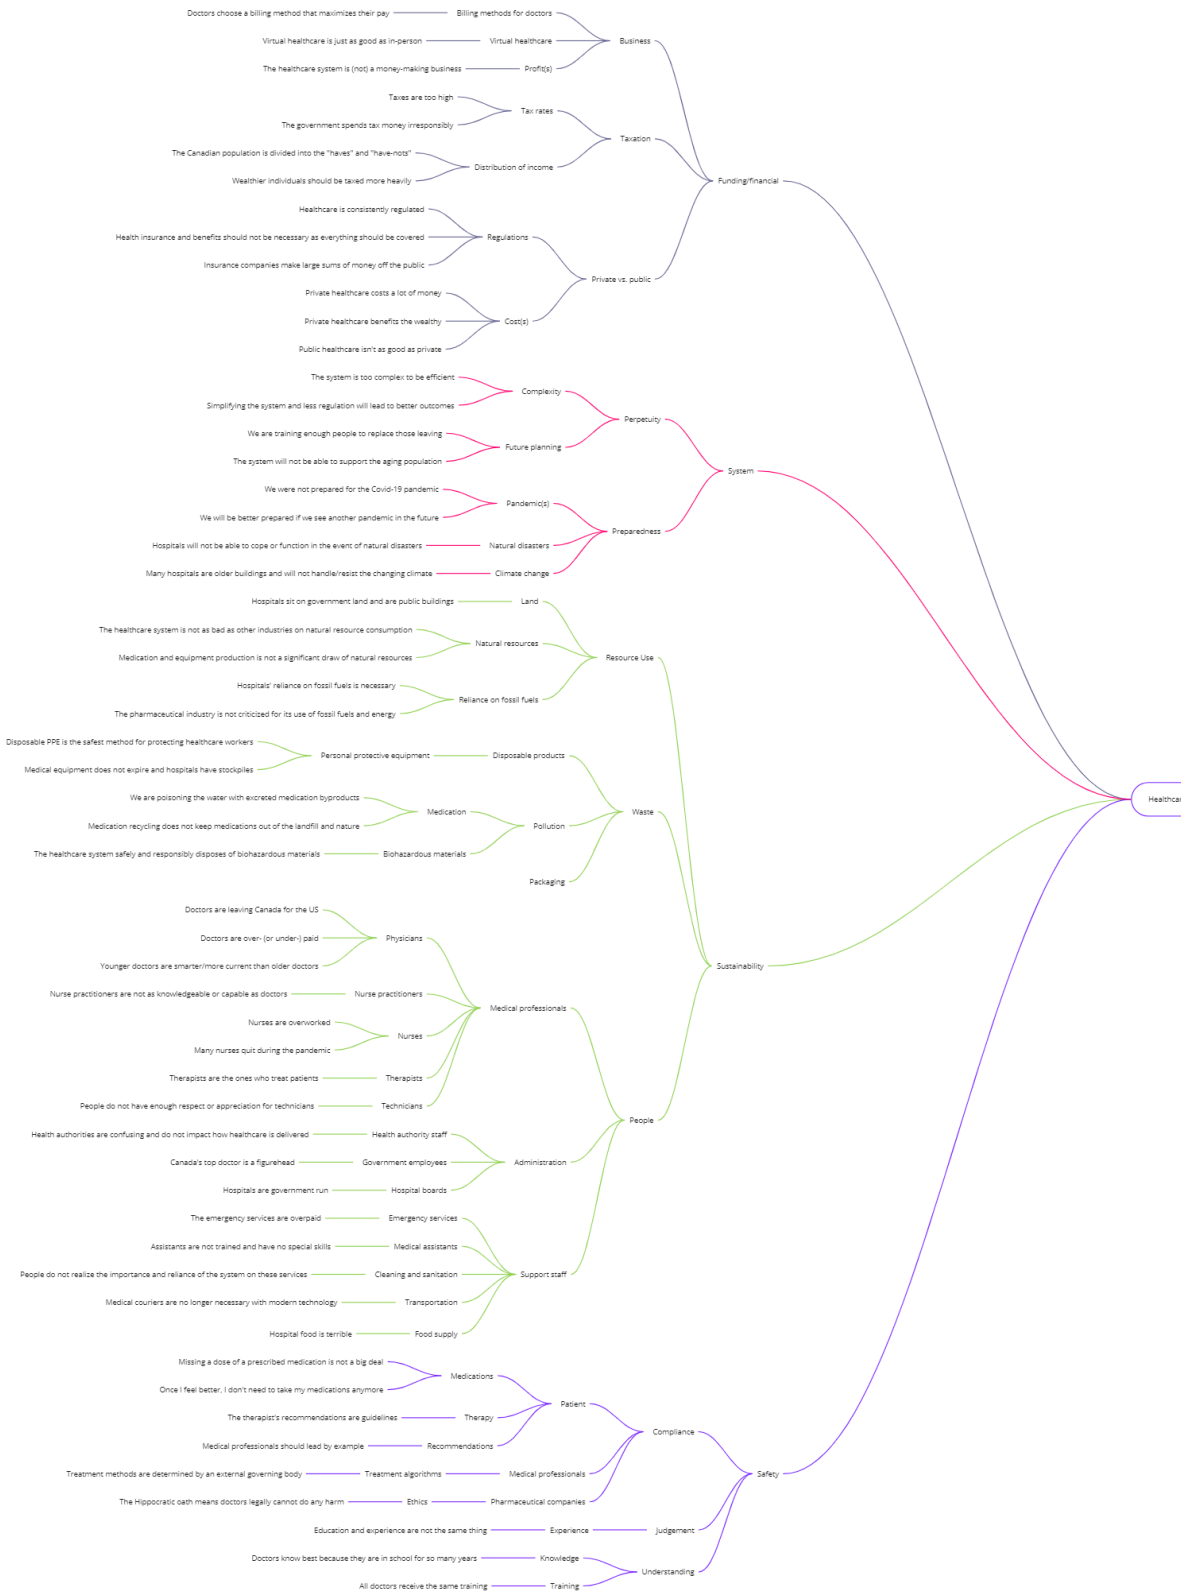 Doctors choose a billing method that maximizes their pay
Billing methods for doctors
Virtual healthcare is just as good as in-person
Virtual healthcare
Business
The healthcare system is (not) a money-making business
Profit(s)
Taxes are too high
Tax rates
The government spends tax money irresponsibly
Taxation
The Canadian population is divided into the "haves" and "have-nots"
Distribution of income
Wealthier individuals should be taxed more heavily
Funding/financial
Healthcare is consistently regulated
Health insurance and benefits should not be necessary as everything should be covered
Regulations
Insurance companies make large sums of money off the public
Private vs. public
Private healthcare costs a lot of money
Private healthcare benefits the wealthy
Cost(s)
Public healthcare isn't as good as private
The system is too complex to be efficient
Complexity
Simplifying the system and less regulation will lead to better outcomes
Perpetuity
We are training enough people to replace those leaving
Future planning
The system will not be able to support the aging population
System
We were not prepared for the Covid-19 pandemic
Pandemic(s)
We will be better prepared if we see another pandemic in the future
Preparedness
Hospitals will not be able to cope or function in the event of natural disasters
Natural disasters
Many hospitals are older buildings and will not handle/resist the changing climate
Climate change
Hospitals sit on government land and are public buildings
Land
The healthcare system is not as bad as other industries on natural resource consumption
Natural resources
Medication and equipment production is not a significant draw of natural resources
Resource Use
Hospitals' reliance on fossil fuels is necessary
Reliance on fossil fuels
The pharmaceutical industry is not criticized for its use of fossil fuels and energy
Disposable PPE is the safest method for protecting healthcare workers
Personal protective equipment
Disposable products
Medical equipment does not expire and hospitals have stockpiles
We are poisoning the water with excreted medication byproducts
Medication
Waste
Medication recycling does not keep medications out of the landfill and nature
Pollution
The healthcare system safely and responsibly disposes of biohazardous materials
Biohazardous materials
Packaging
Healthcar
Doctors are leaving Canada for the US
Doctors are over- (or under-) paid
Physicians
Younger doctors are smarter/more current than older doctors
Sustainability
Nurse practitioners are not as knowledgeable or capable as doctors
Nurse practitioners
Medical professionals
Nurses are overworked
Nurses
Many nurses quit during the pandemic
Therapists are the ones who treat patients
Therapists
People do not have enough respect or appreciation for technicians
Technicians
People
Health authorities are confusing and do not impact how healthcare is delivered
Health authority staff
Canada's top doctor is a figurehead
Government employees
Administration
Hospitals are government run
Hospital boards
The emergency services are overpaid
Emergency services
Assistants are not trained and have no special skills
Medical assistants
People do not realize the importance and reliance of the system on these services
Cleaning and sanitation
Support staff
Medical couriers are no longer necessary with modern technology
Transportation
Hospital food is terrible
Food supply
Missing a dose of a prescribed medication is not a big deal
Medications
Once I feel better, I don't need to take my medications anymore
Patient
The therapist's recommendations are guidelines
Therapy
Compliance
Medical professionals should lead by example
Recommendations
Treatment methods are determined by an external governing body
Treatment algorithms
Medical professionals
Safety
The Hippocratic oath means doctors legally cannot do any harm
Ethics
Pharmaceutical companies
Education and experience are not the same thing
Experience
Judgement
Doctors know best because they are in school for so many years
Knowledge
Understanding
All doctors receive the same training
Training